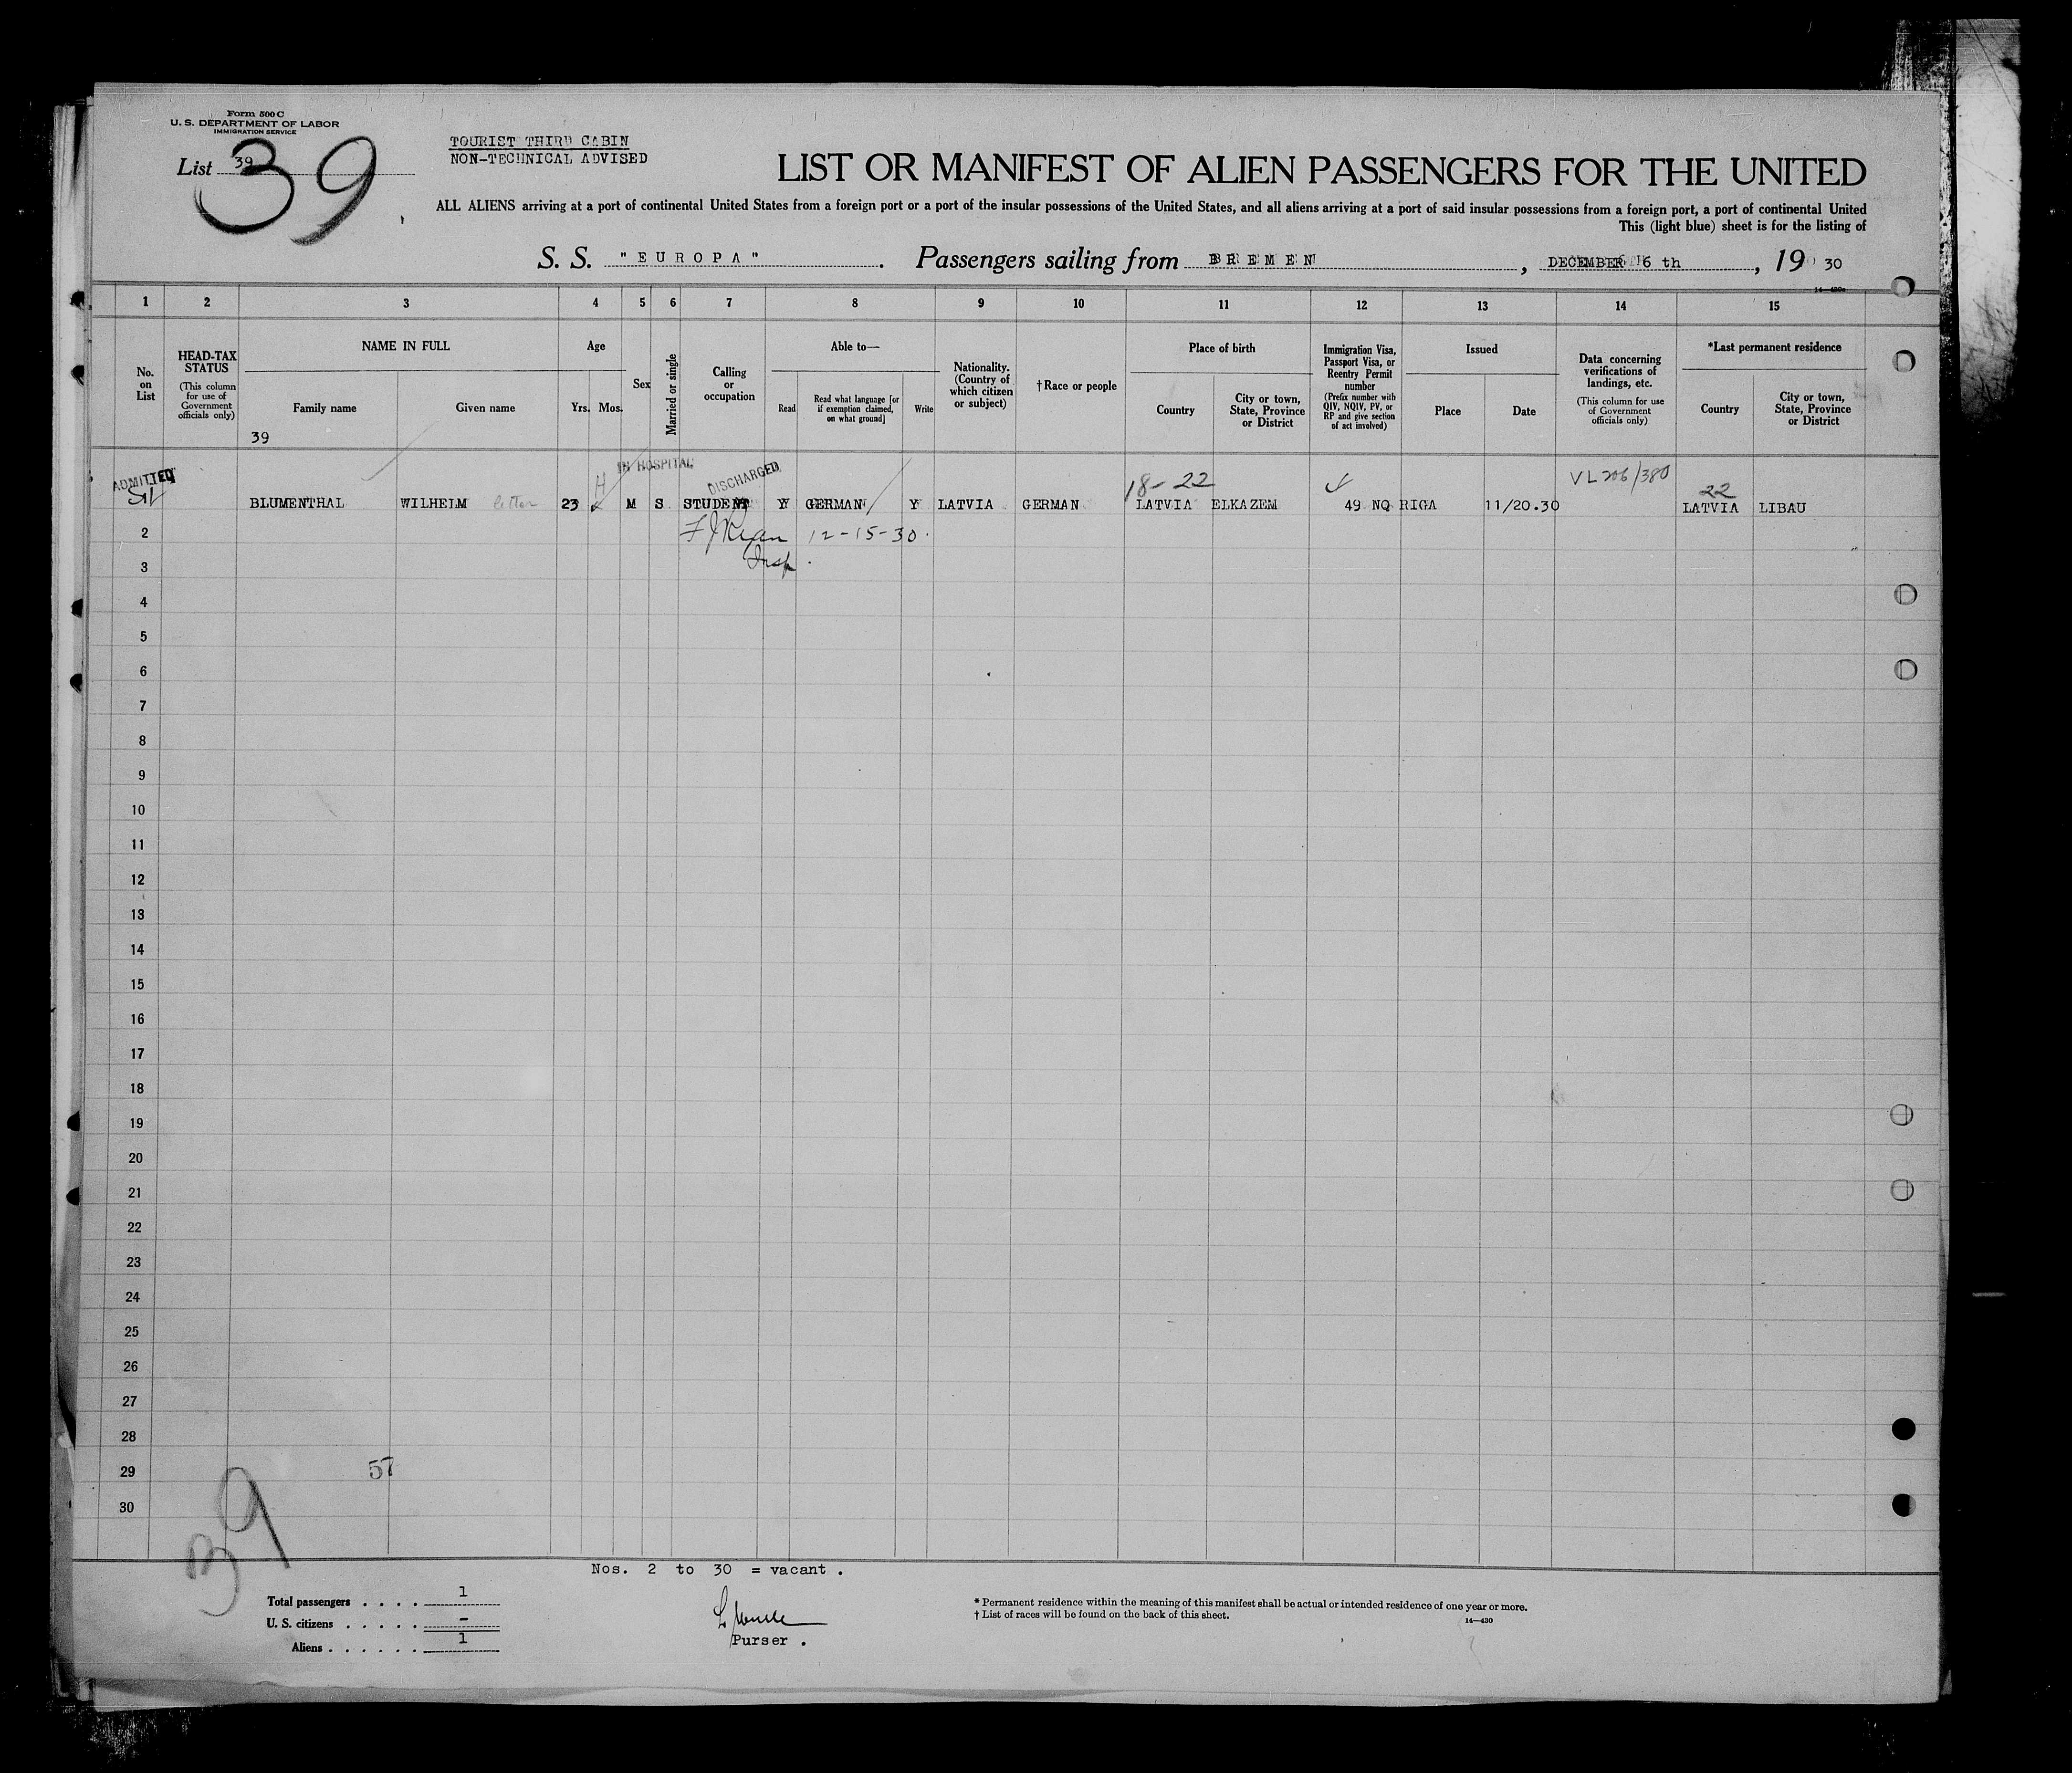 Form 500 C
U. S. DEPARTMENT OF LABOR
IMMIGRATION SERVICE
List 39
39
TOURIST THIRD CABIN
NON-TECHNICAL ADVISED
LIST OR MANIFEST OF ALIEN PASSENGERS FOR THE UNITED
ALL ALIENS arriving at a port of continental United States from a foreign port or a port of the insular possessions of the United States, and all aliens arriving at a port of said insular possessions from a foreign port, a port of continental United
This (light blue) sheet is for the listing of
S. S. "EUROPA". Passengers sailing from BREMEN, DECEMBER 6 th, 1930
14—430a
1 2 3 4 5 6 7 8 9 10 11 12 13 14 15
No. on List
HEAD-TAX STATUS
(This column for use of Government officials only)
NAME IN FULL
Family name
Given name
Age
Yrs. Mos.
Sex
Married or single
Calling or occupation
Able to—
Read
Read what language [or if exemption claimed, on what ground]
Write
Nationality. (Country of which citizen or subject)
†Race or people
Place of birth
Country
City or town, State, Province or District
Immigration Visa, Passport Visa, or Reentry Permit number
(Prefix number with QIV, NQIV, PV, or RP and give section of act involved)
Issued
Place
Date
Data concerning verifications of landings, etc.
(This column for use of Government officials only)
*Last permanent residence
Country
City or town, State, Province or District
39
ADMITTED
IN HOSPITAL
DISCHARGED
H
18-22
VL 206/380
22
BLUMENTHAL WILHELM 23 M S STUDENT Y GERMAN Y LATVIA GERMAN LATVIA ELKAZEM 49 NQ RIGA 11/20.30 LATVIA LIBAU
2
F J Ryan 12-15-30.
Insp.
3
4
5
6
7
8
9
10
11
12
13
14
15
16
17
18
19
20
21
22
23
24
25
26
27
28
29
57
30
39
Nos. 2 to 30 = vacant .
Total passengers . . . . 1
U. S. citizens . . . . . -
Aliens . . . . . . 1
Purser .
* Permanent residence within the meaning of this manifest shall be actual or intended residence of one year or more.
† List of races will be found on the back of this sheet.
14—430